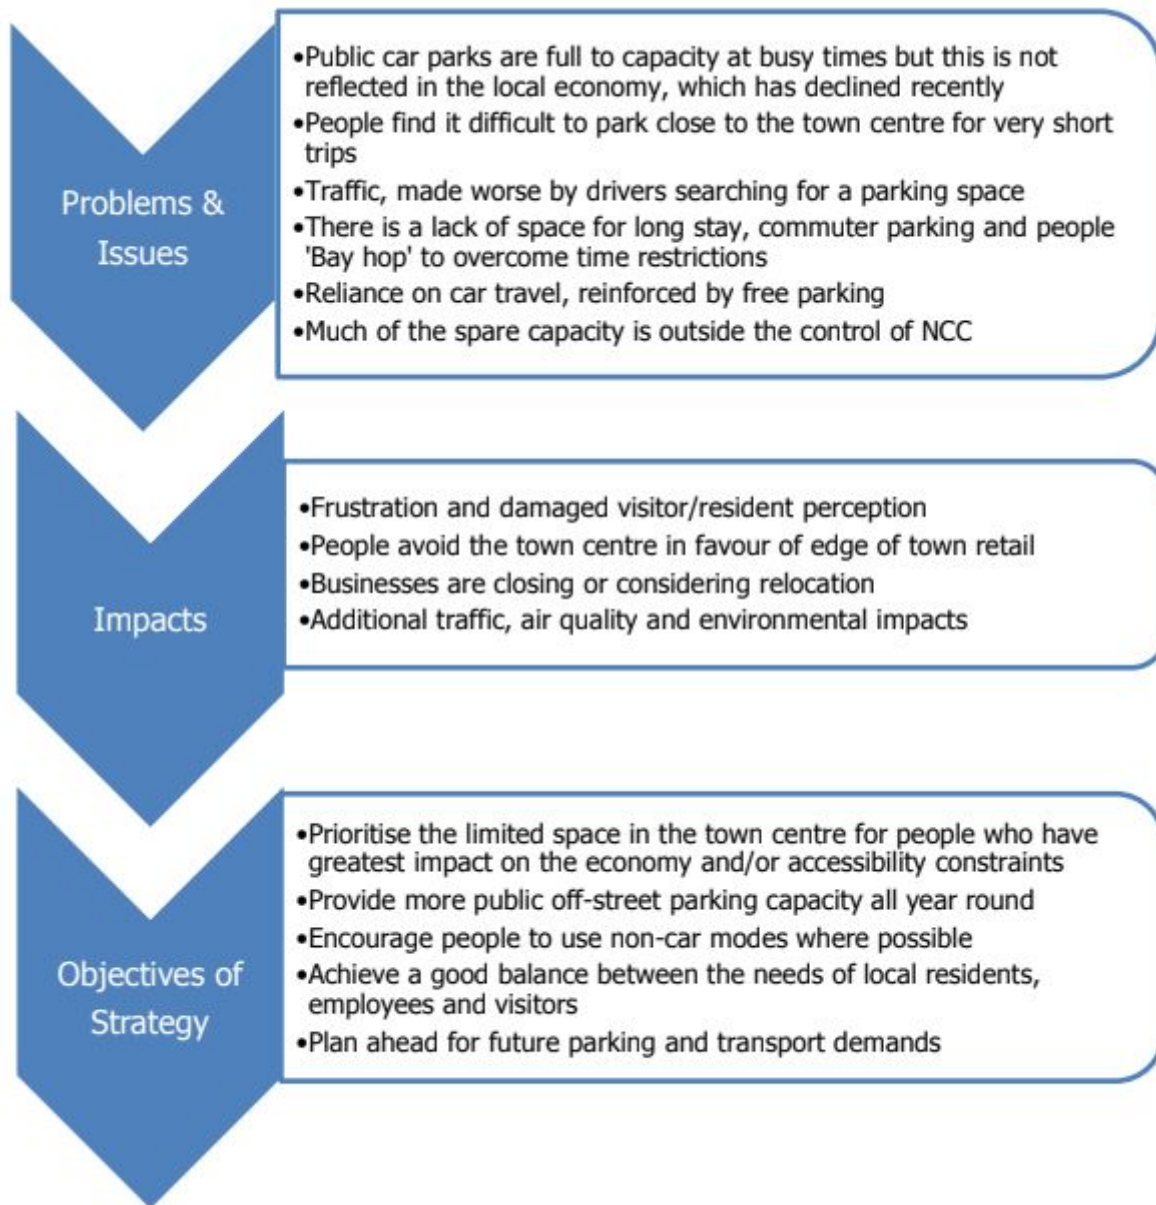 Problems &
Issues
•Public car parks are full to capacity at busy times but this is not
reflected in the local economy, which has declined recently
•People find it difficult to park close to the town centre for very short
trips
•Traffic, made worse by drivers searching for a parking space
•There is a lack of space for long stay, commuter parking and people
'Bay hop' to overcome time restrictions
•Reliance on car travel, reinforced by free parking
•Much of the spare capacity is outside the control of NCC
Impacts
•Frustration and damaged visitor/resident perception
•People avoid the town centre in favour of edge of town retail
•Businesses are closing or considering relocation
•Additional traffic, air quality and environmental impacts
Objectives of
Strategy
•Prioritise the limited space in the town centre for people who have
greatest impact on the economy and/or accessibility constraints
•Provide more public off-street parking capacity all year round
•Encourage people to use non-car modes where possible
•Achieve a good balance between the needs of local residents,
employees and visitors
•Plan ahead for future parking and transport demands